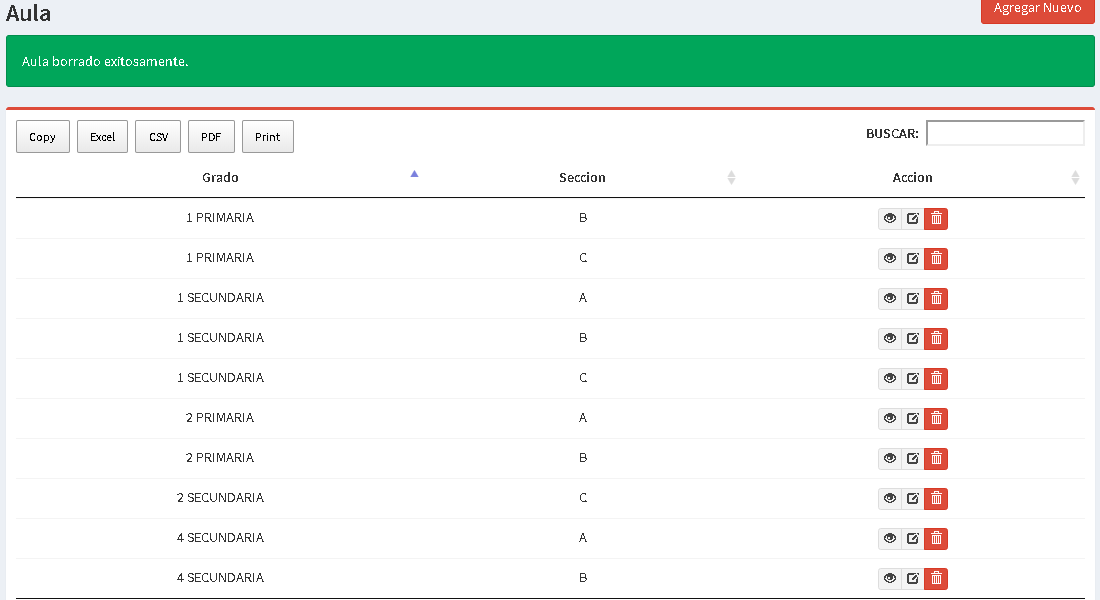 Aula
Agregar Nuevo
Aula borrado exitosamente.
Copy Excel CSV PDF Print BUSCAR:
Grado Seccion Accion
1 PRIMARIA B
1 PRIMARIA C
1 SECUNDARIA A
1 SECUNDARIA B
1 SECUNDARIA C
2 PRIMARIA A
2 PRIMARIA B
2 SECUNDARIA C
4 SECUNDARIA A
4 SECUNDARIA B